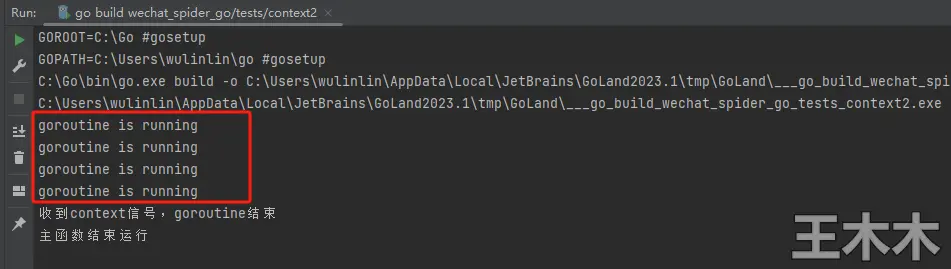 Run:
go build wechat_spider_go/tests/context2
GOROOT=C:\Go #gosetup
GOPATH=C:\Users\wulinlin\go #gosetup
C:\Go\bin\go.exe build -o C:\Users\wulinlin\AppData\Local\JetBrains\GoLand2023.1\tmp\GoLand\___go_build_wechat_spi
C:\Users\wulinlin\AppData\Local\JetBrains\GoLand2023.1\tmp\GoLand\___go_build_wechat_spider_go_tests_context2.exe
goroutine is running
goroutine is running
goroutine is running
goroutine is running
收到context信号，goroutine结束
主函数结束运行
王木木